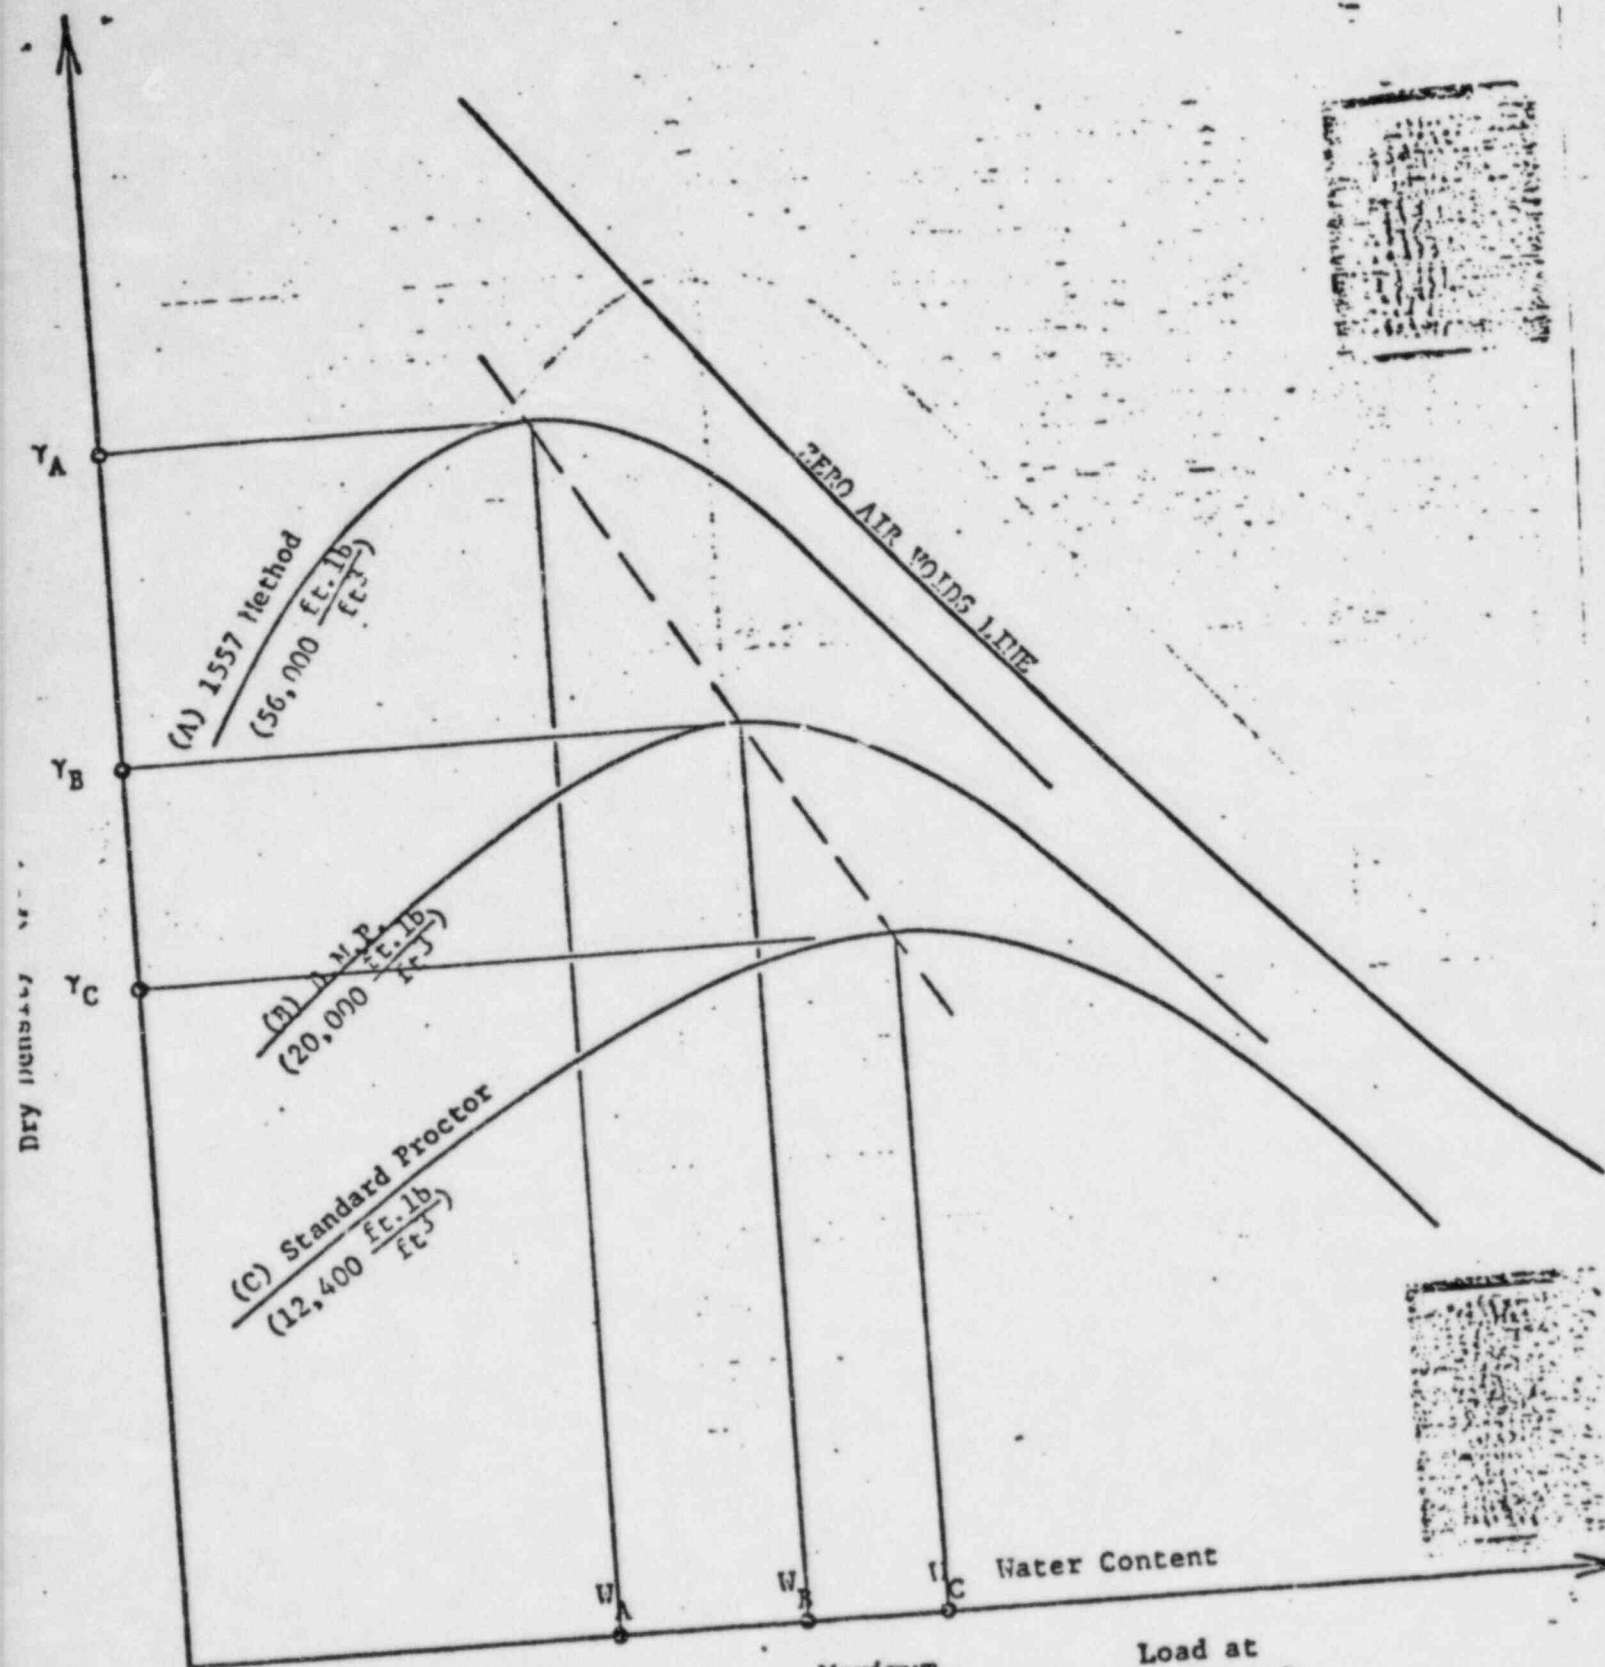 γA
ZERO AIR VOIDS LINE
(A) 1557 Method
(56,000 ft.lb
ft3)
γB
(B) M.P.
(20,000 ft.lb
ft3)
γC
(C) Standard Proctor
(12,400 ft.lb
ft3)
Dry Density
WA
WB
C
Water Content
Load at